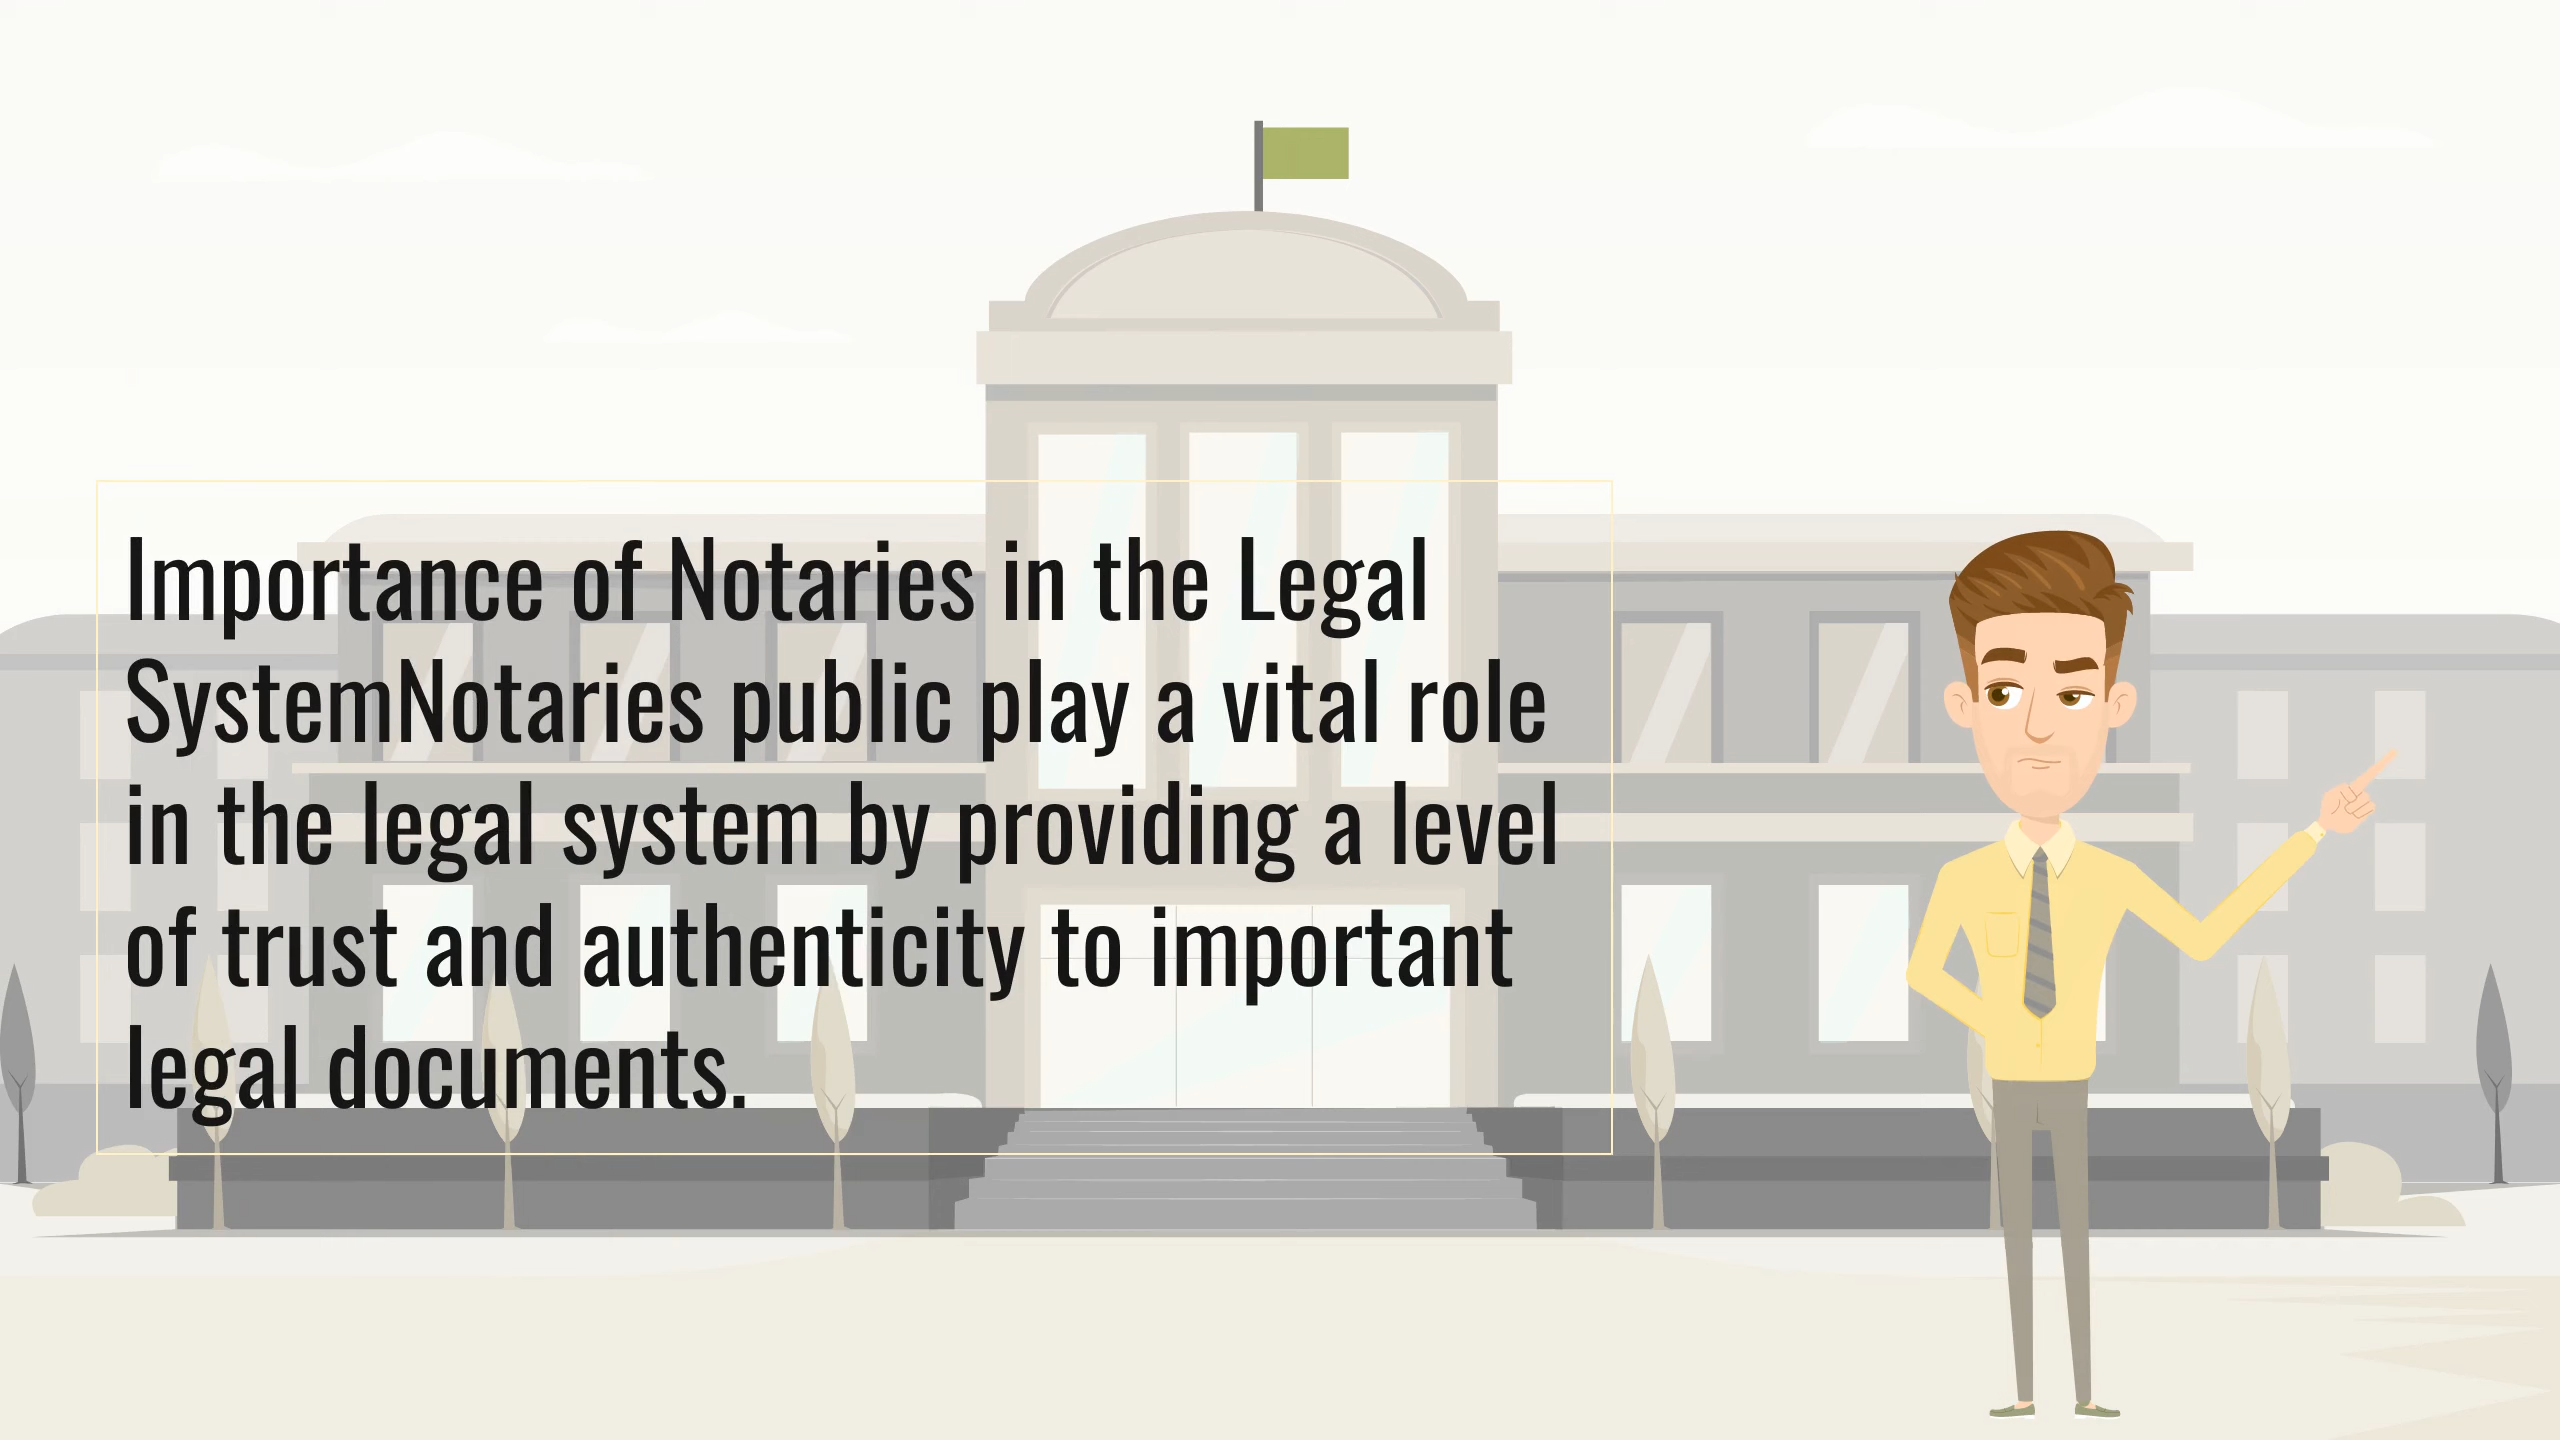 Importance of Notaries in the Legal
SystemNotaries public play a vital role
in the legal system by providing a level
of trust and authenticity to important
legal documents.